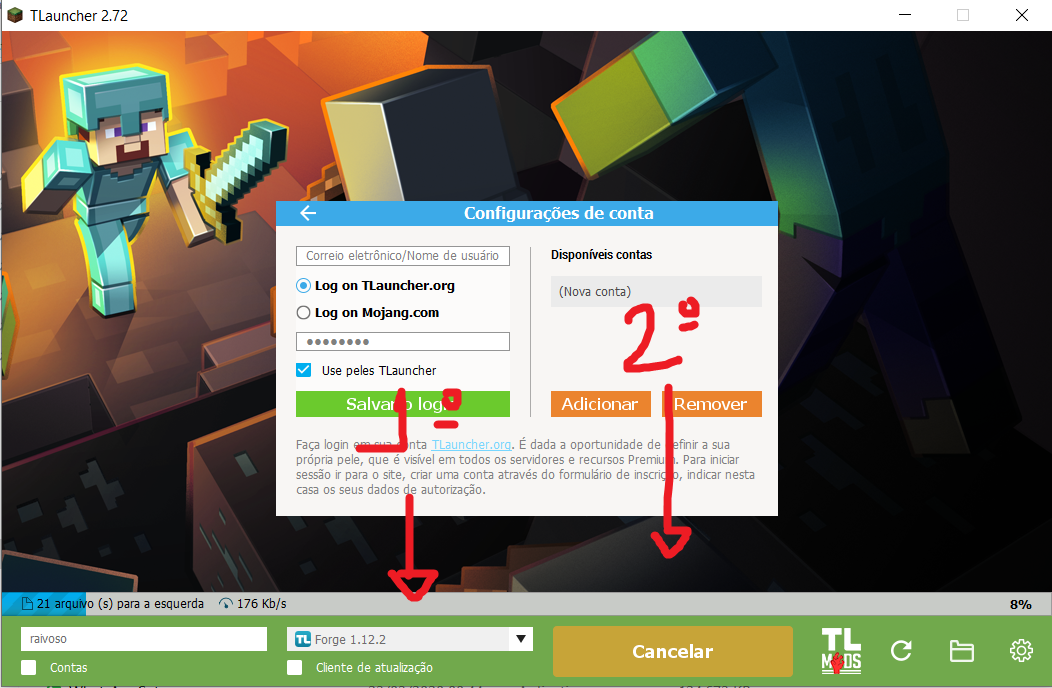 TLauncher 2.72
Configurações de conta
Correio eletrônico/Nome de usuário
Log on TLauncher.org
Log on Mojang.com
Use peles TLauncher
Salvar o login
Disponíveis contas
(Nova conta)
Adicionar
Remover
1º
2º
Faça login em sua conta TLauncher.org. É dada a oportunidade de definir a sua
própria pele, que é visível em todos os servidores e recursos Premium. Para iniciar
sessão ir para o site, criar uma conta através do formulário de inscrição, indicar nesta
casa os seus dados de autorização.
21 arquivo (s) para a esquerda
176 Kb/s
8%
raivoso
TL Forge 1.12.2
Cancelar
TL
MODS
Contas
Cliente de atualização